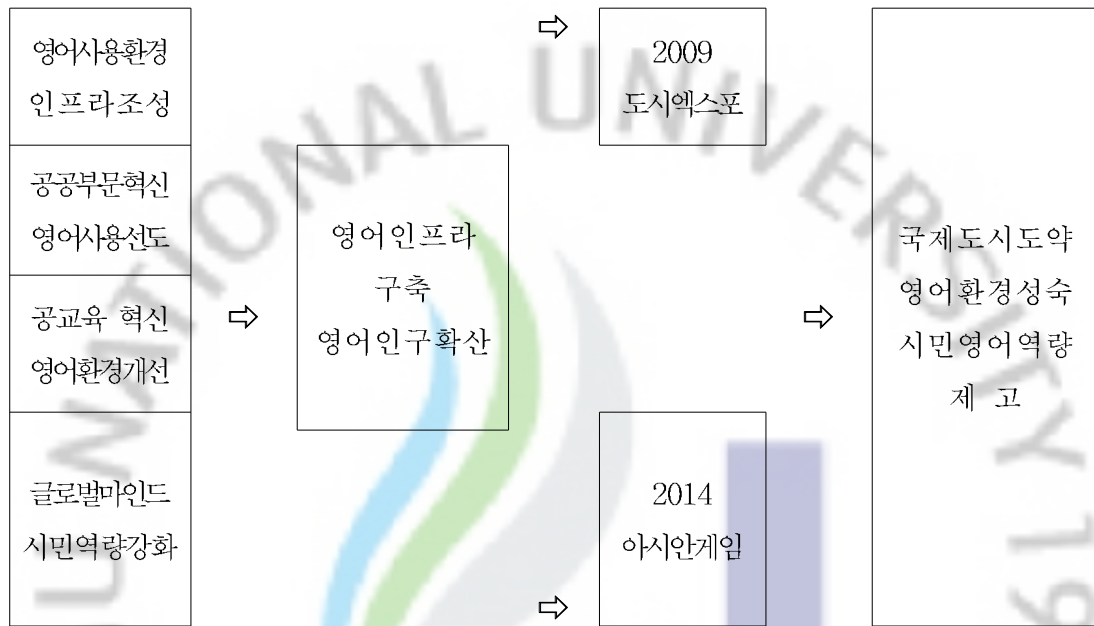 영어사용환경
인프라조성
공공부문혁신
영어사용선도
공교육 혁신
영어환경개선
글로벌마인드
시민역량강화
⇨
영어인프라
구축
영어인구확산
⇨
2009
도시엑스포
⇨
2014
아시안게임
⇨
국제도시도약
영어환경성숙
시민영어역량
제 고
U NATIONAL UNIVERSITY 19